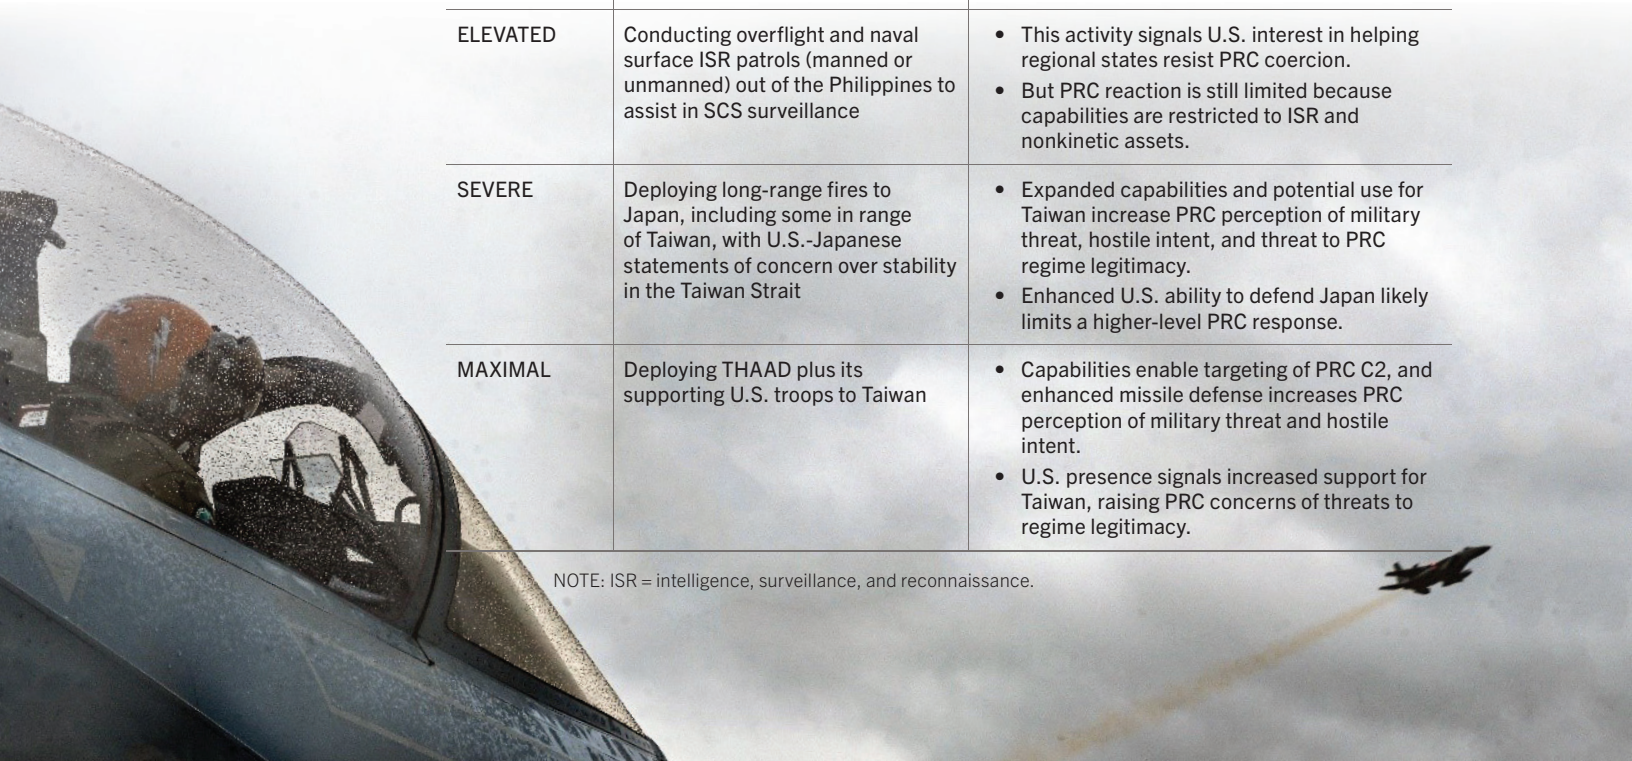 ELEVATED
Conducting overflight and naval
surface ISR patrols (manned or
unmanned) out of the Philippines to
assist in SCS surveillance
• This activity signals U.S. interest in helping
regional states resist PRC coercion.
• But PRC reaction is still limited because
capabilities are restricted to ISR and
nonkinetic assets.
SEVERE
Deploying long-range fires to
Japan, including some in range
of Taiwan, with U.S.-Japanese
statements of concern over stability
in the Taiwan Strait
• Expanded capabilities and potential use for
Taiwan increase PRC perception of military
threat, hostile intent, and threat to PRC
regime legitimacy.
• Enhanced U.S. ability to defend Japan likely
limits a higher-level PRC response.
MAXIMAL
Deploying THAAD plus its
supporting U.S. troops to Taiwan
• Capabilities enable targeting of PRC C2, and
enhanced missile defense increases PRC
perception of military threat and hostile
intent.
• U.S. presence signals increased support for
Taiwan, raising PRC concerns of threats to
regime legitimacy.
NOTE: ISR = intelligence, surveillance, and reconnaissance.